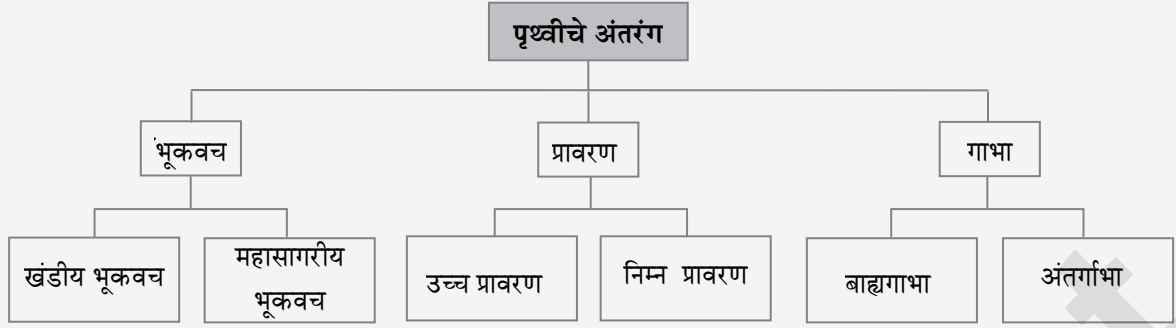 पृथ्वीचे अंतरंग
भूकवच
प्रावरण
गाभा
खंडीय भूकवच
महासागरीय
भूकवच
उच्च प्रावरण
निम्न प्रावरण
बाह्यगाभा
अंतर्गाभा